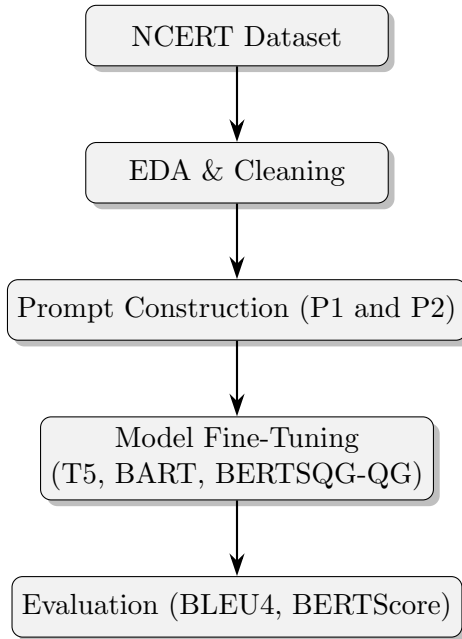 NCERT Dataset
EDA & Cleaning
Prompt Construction (P1 and P2)
Model Fine-Tuning
(T5, BART, BERTSQG-QG)
Evaluation (BLEU4, BERTScore)